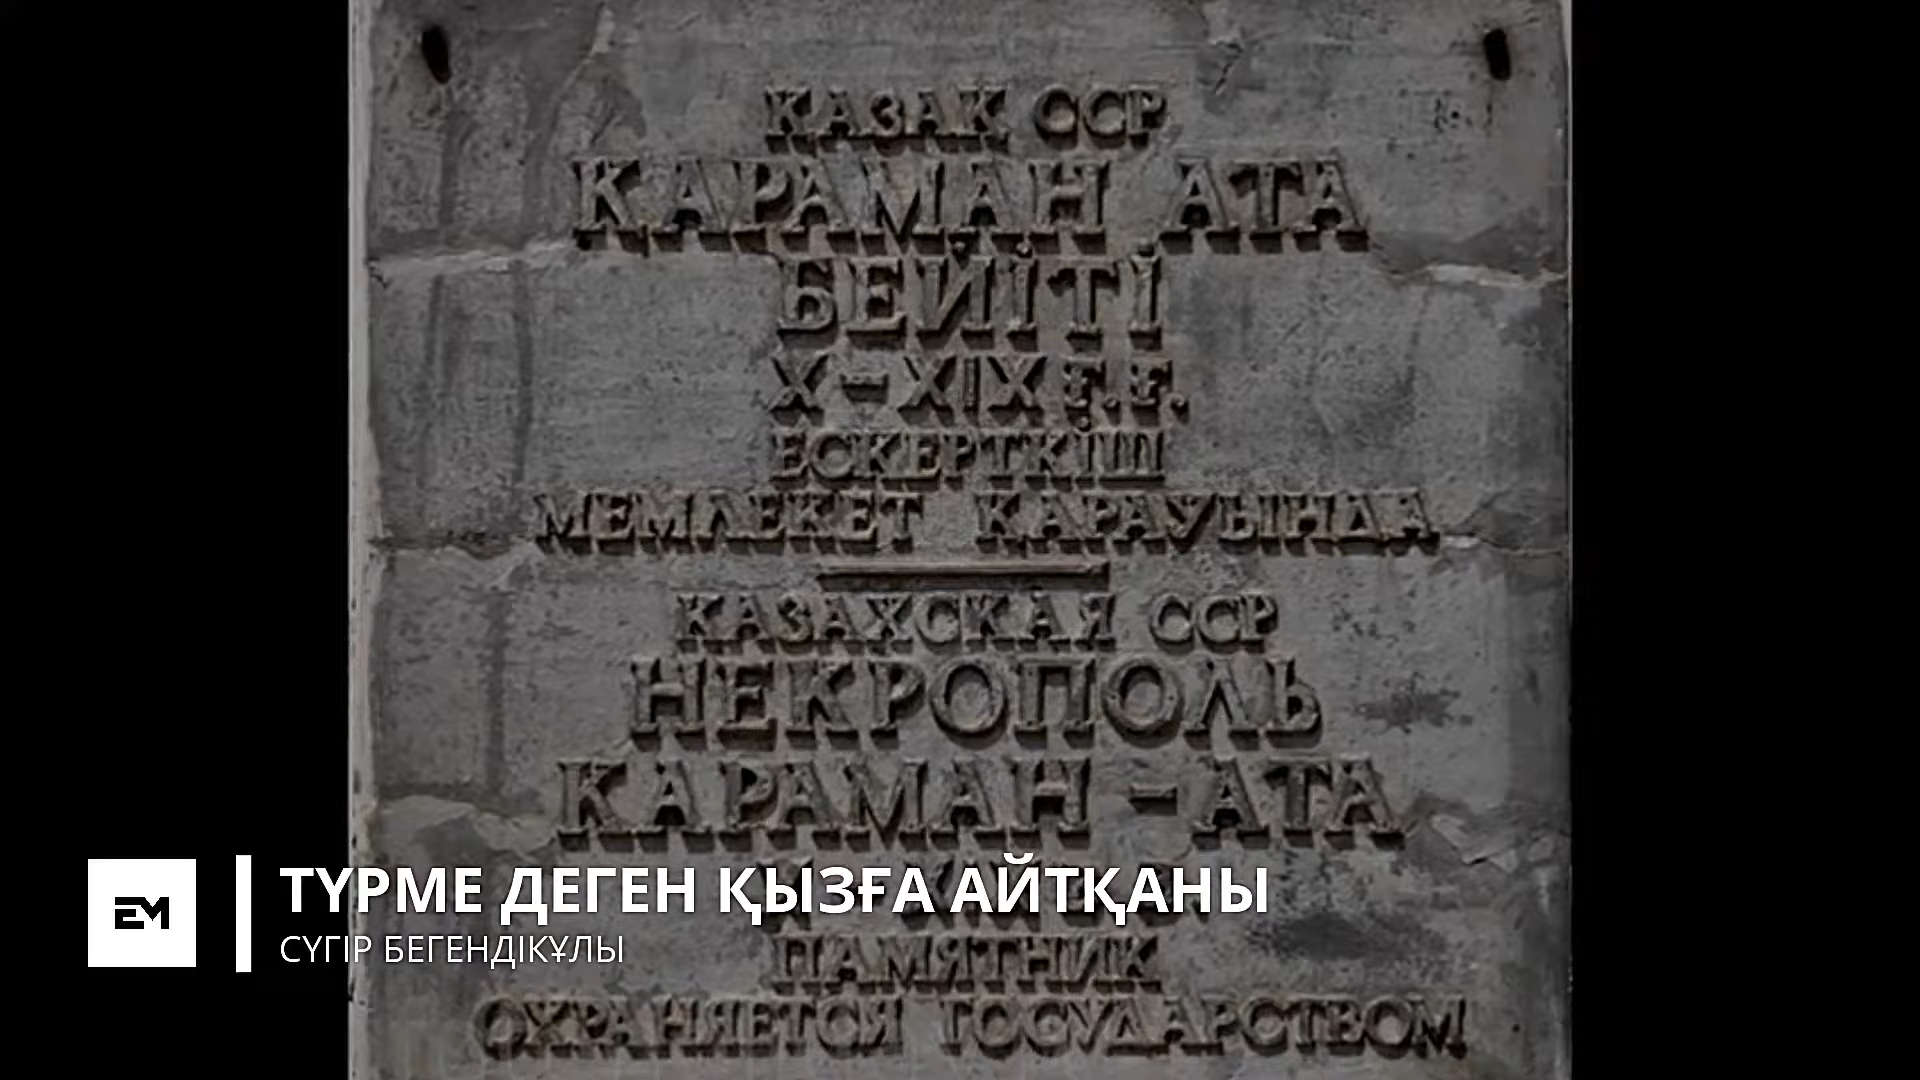 ҚАЗАҚ ССР
ҚАРАМАН АТА
БЕЙІТІ
X – XIX Ғ.Ғ.
ЕСКЕРТКІШ
МЕМЛЕКЕТ ҚАРАУЫНДА
КАЗАХСКАЯ ССР
НЕКРОПОЛЬ
КАРАМАН – АТА
EM
ТҮРМЕ ДЕГЕН ҚЫЗҒА АЙТҚАНЫ
СҮГІР БЕГЕНДІКҰЛЫ
ПАМЯТНИК
ОХРАНЯЕТСЯ ГОСУДАРСТВОМ